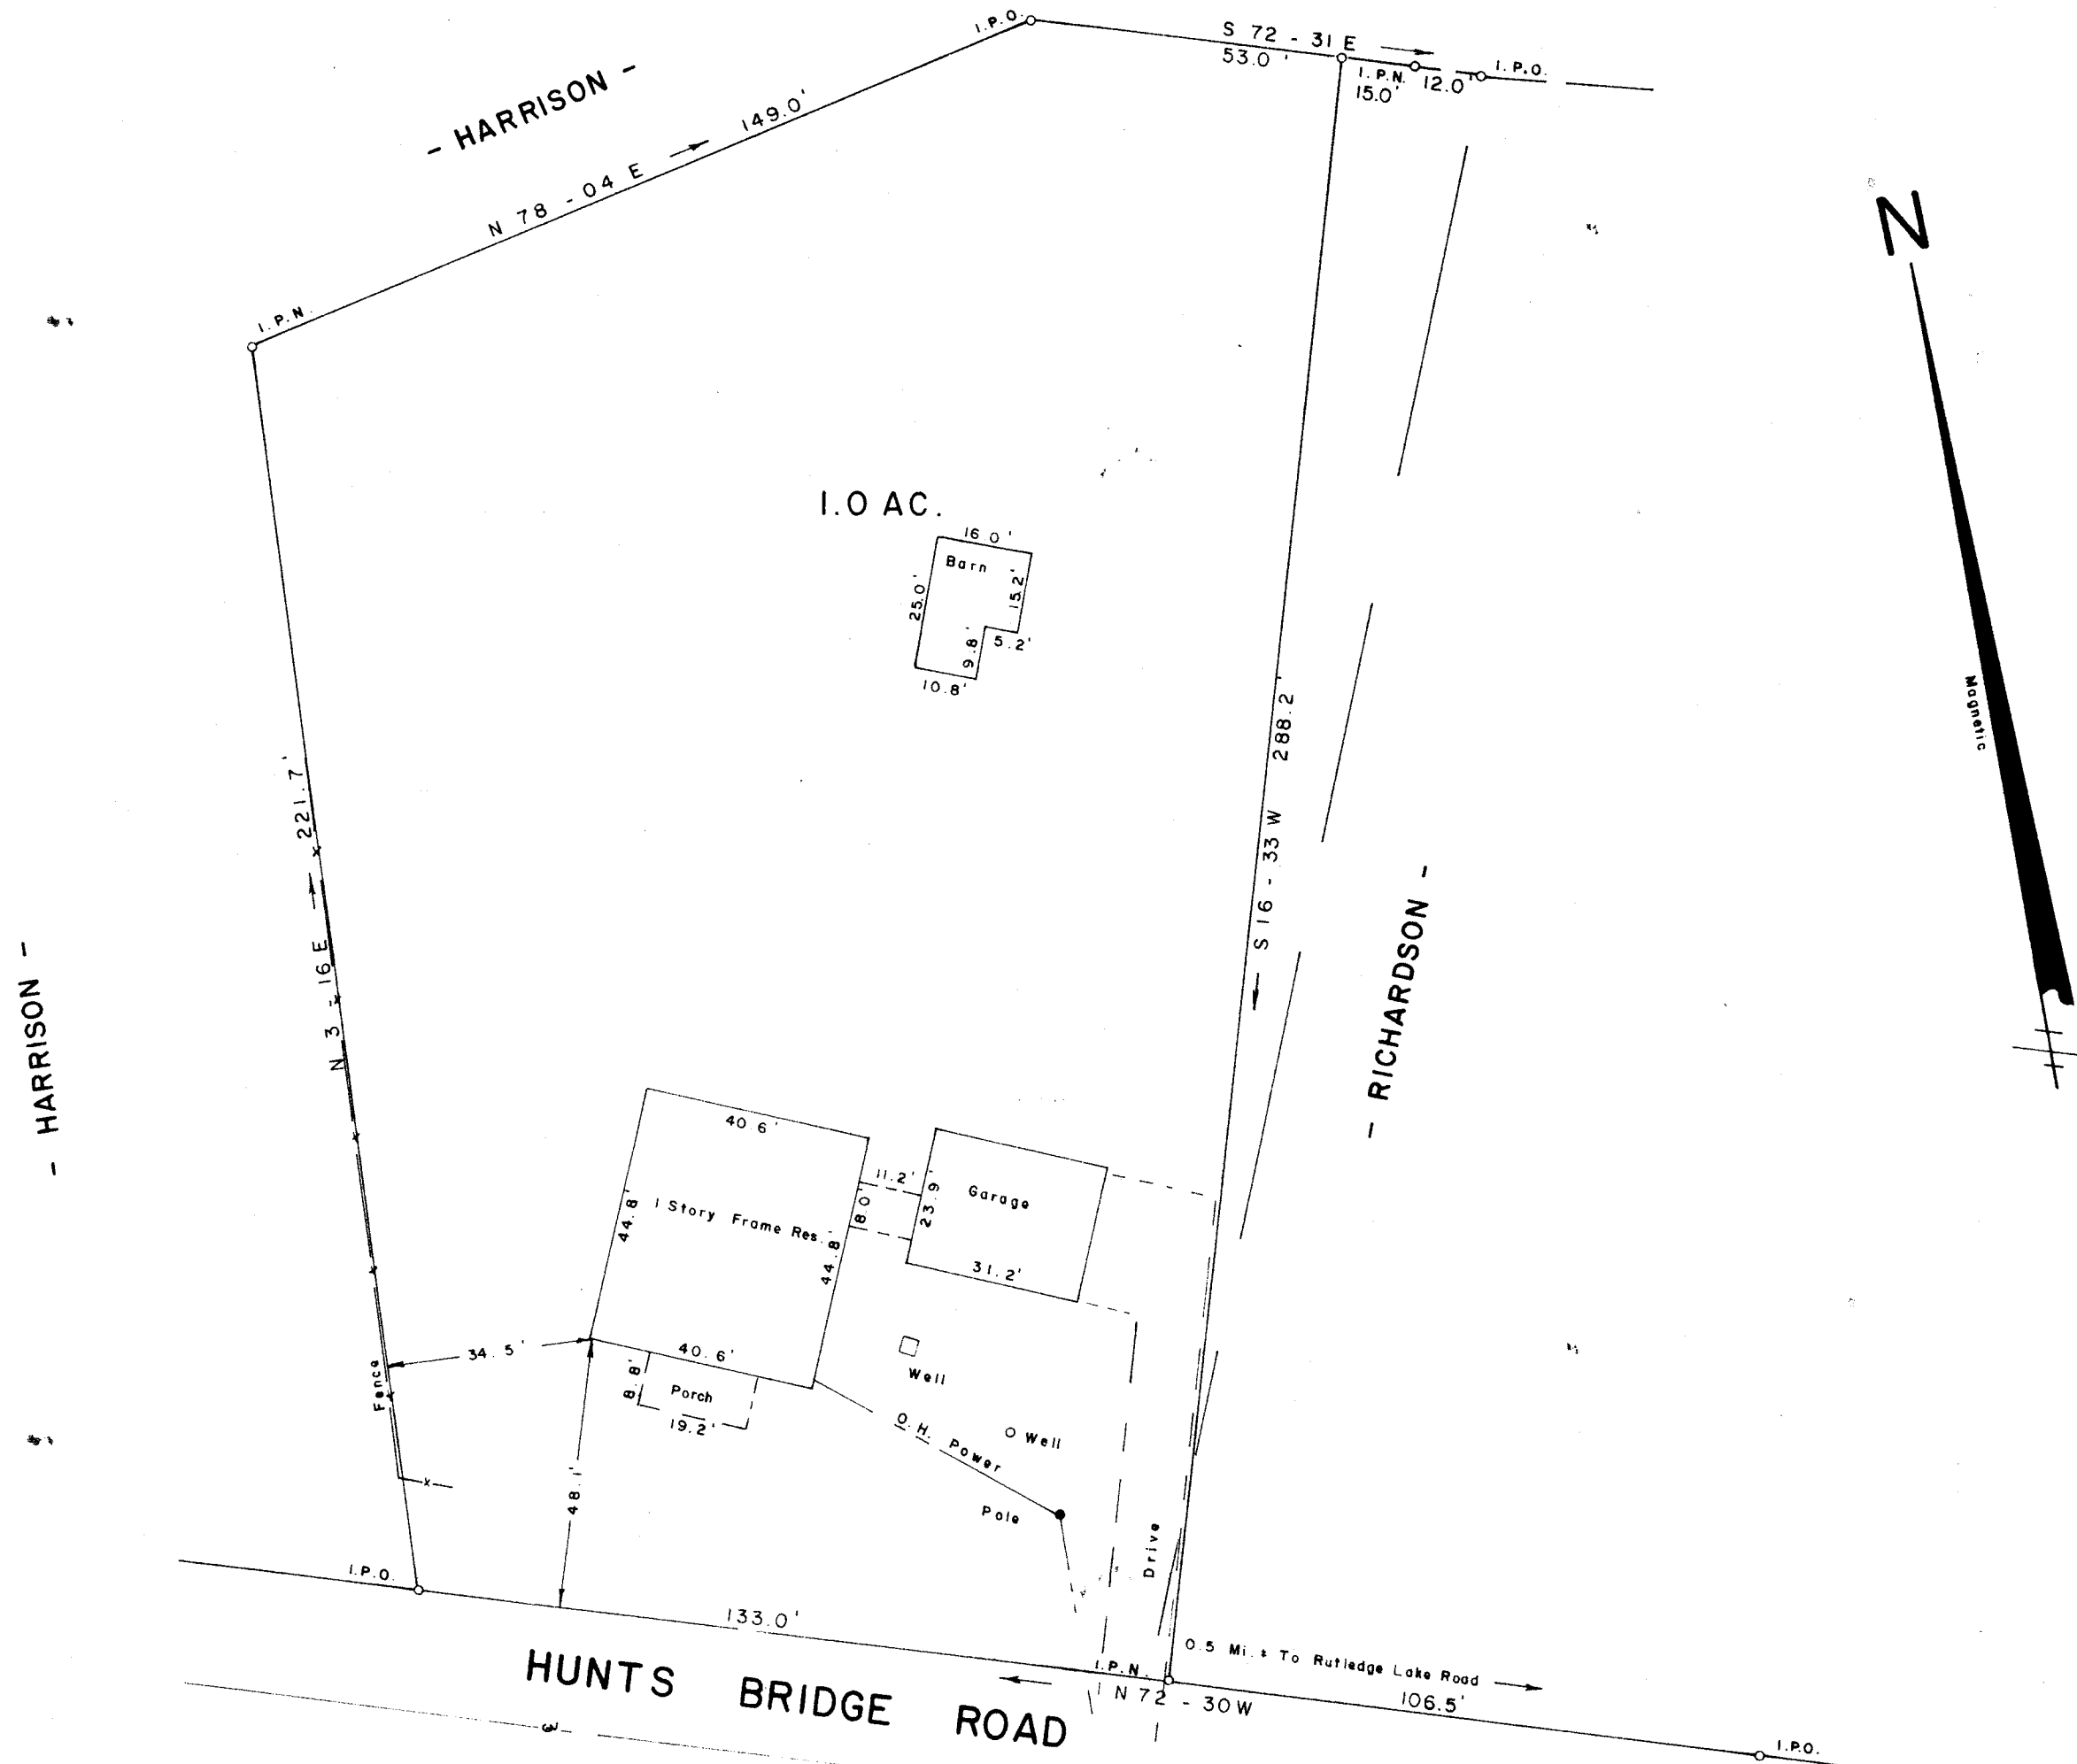 I.P.O.
S 72 - 31 E
53.0 '
I.P.N.
15.0'
12.0'
I.P.O.
- HARRISON -
149.0'
N 78 - 04 E
I.P.N.
N
Magnetic
1.0 AC.
16.0 '
Barn
25.0'
15.2'
5.2'
9.8'
10.8'
288.2'
S 16 - 33 W
- RICHARDSON -
221.7'
N 3 - 16 E
- HARRISON -
Fence
40.6'
44.8'
1 Story Frame Res.
44.8'
40.6'
11.2'
8.0'
Garage
23.9'
31.2'
34.5'
8.8'
Porch
19.2'
48.1'
Well
Well
O.H. Power
Pole
Drive
I.P.O.
133.0'
I.P.N.
N 72 - 30 W
0.5 Mi. ± To Rutledge Lake Road
106.5'
I.P.O.
HUNTS BRIDGE ROAD